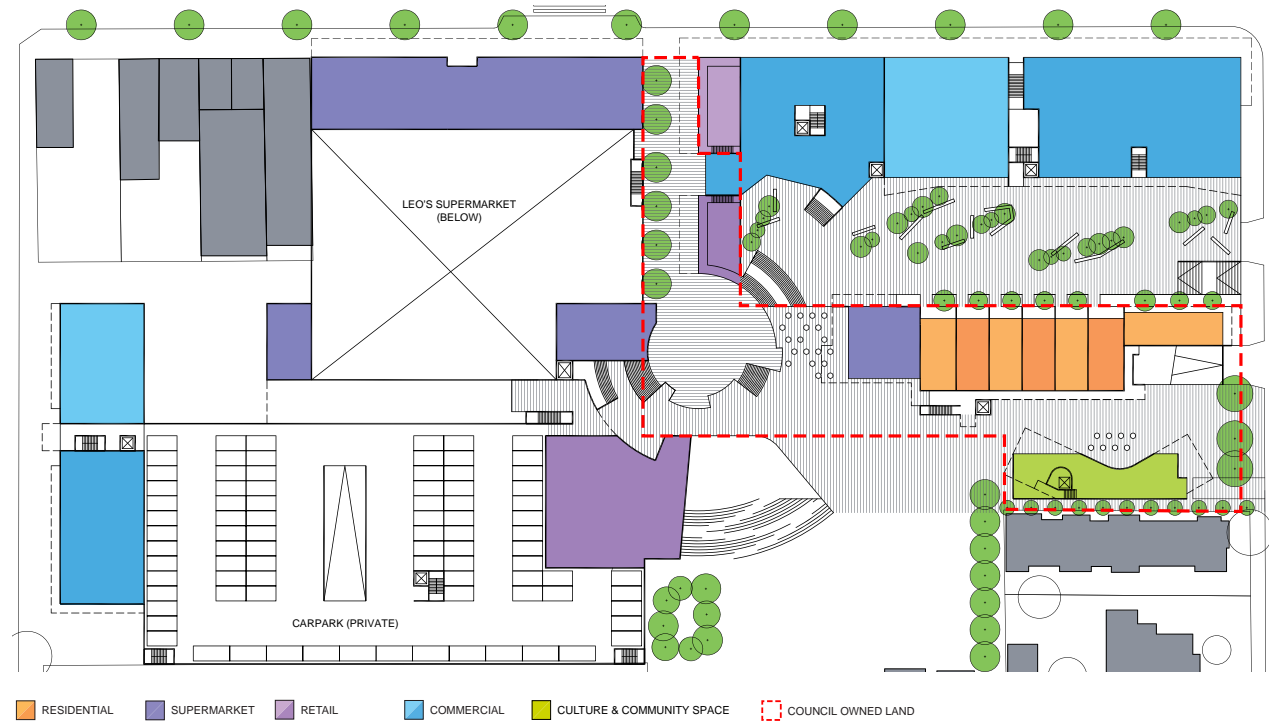 LEO'S SUPERMARKET
(BELOW)
CARPARK (PRIVATE)
RESIDENTIAL
SUPERMARKET
RETAIL
COMMERCIAL
CULTURE & COMMUNITY SPACE
COUNCIL OWNED LAND